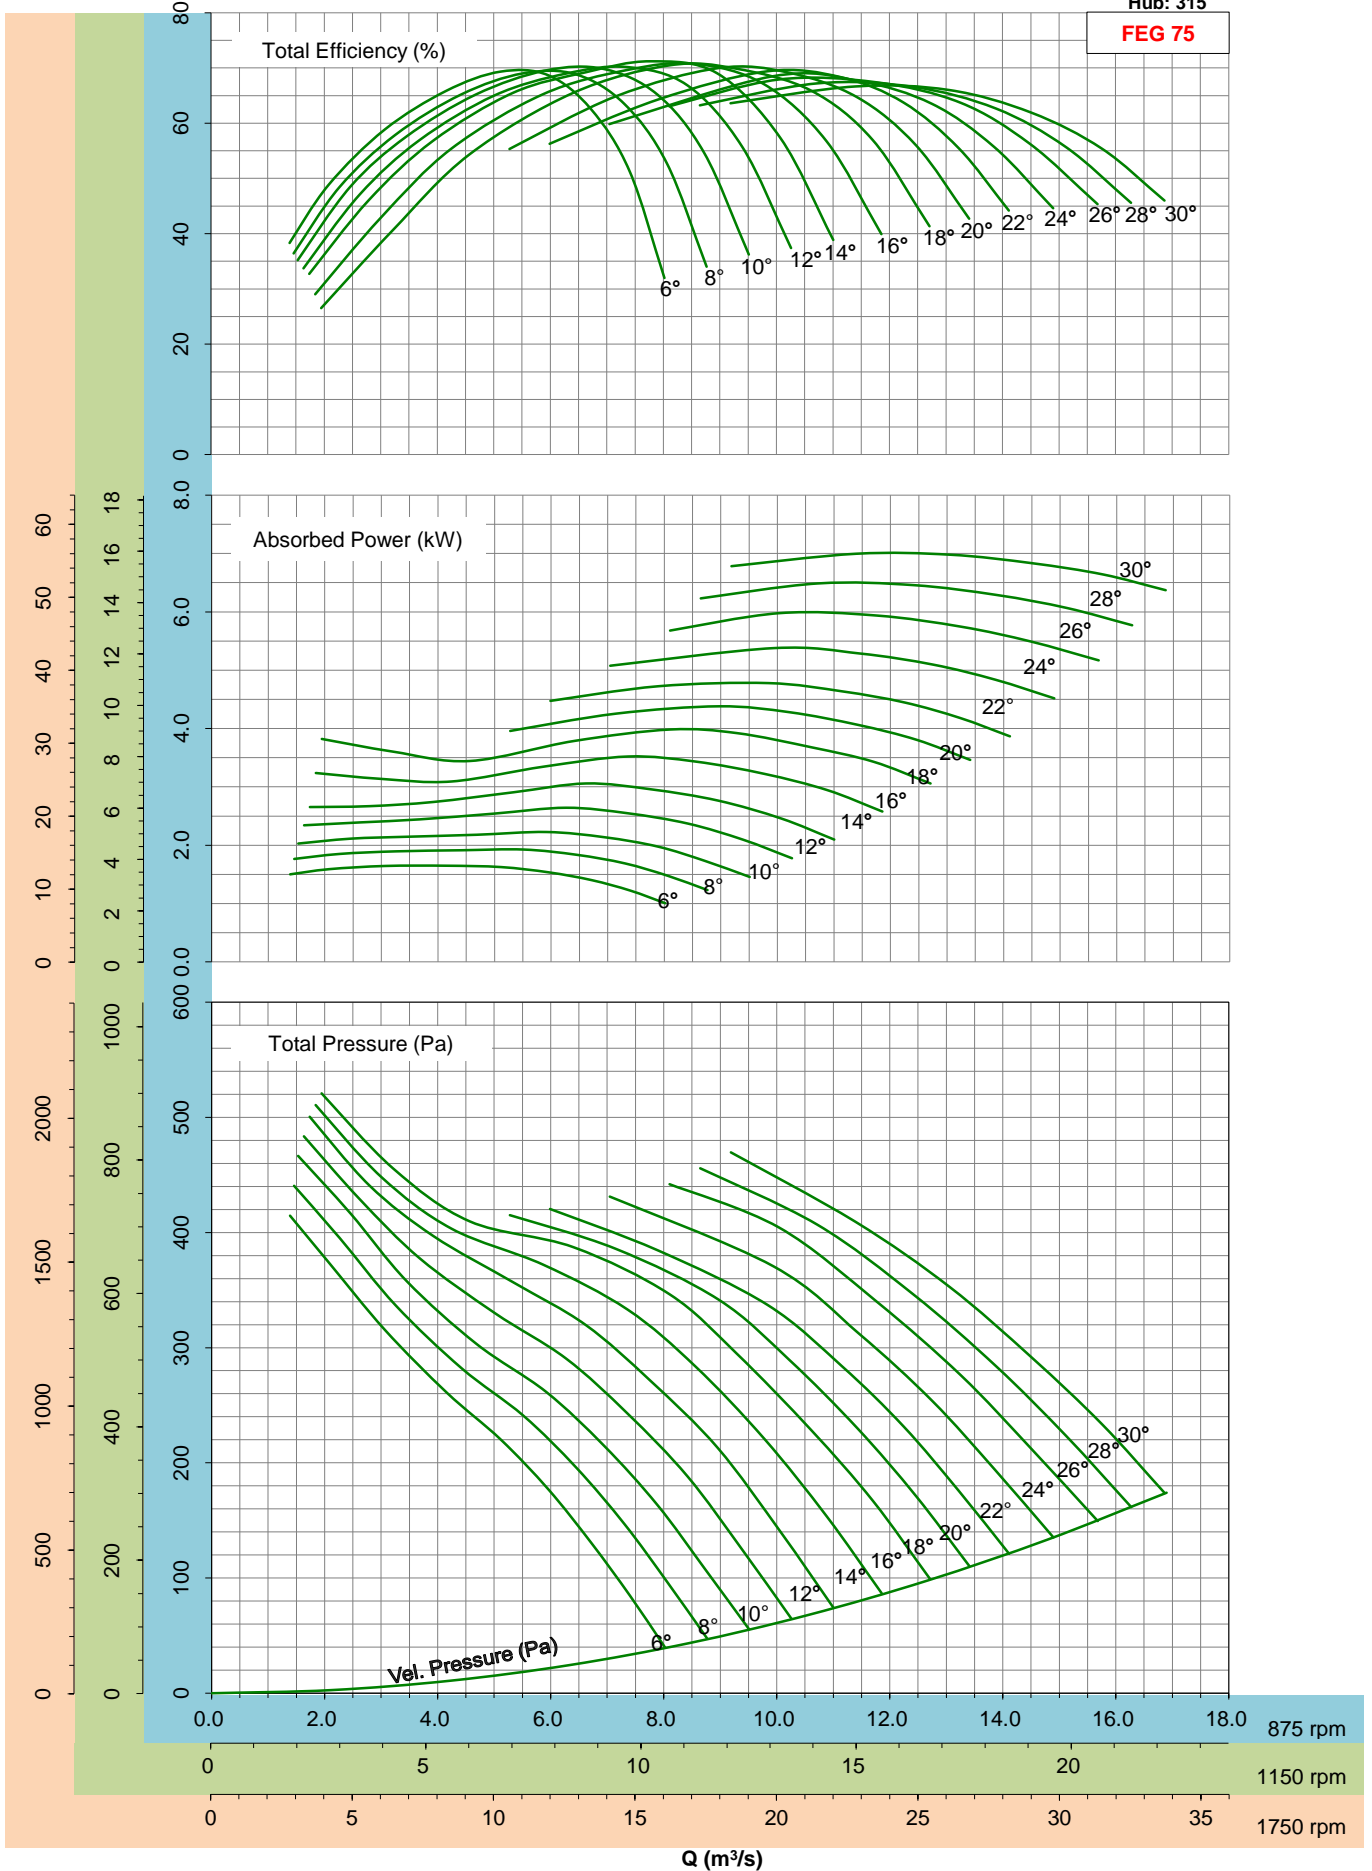 Hub: 315
FEG 75
Total Efficiency (%)
80
60
40
20
0
6° 8° 10° 12° 14° 16° 18° 20° 22° 24° 26° 28° 30°
Absorbed Power (kW)
60 50 40 30 20 10 0
18 16 14 12 10 8 6 4 2 0
8.0 6.0 4.0 2.0 0.0
30°
28°
26°
24°
22°
20°
18°
16°
14°
12°
10°
8°
6°
Total Pressure (Pa)
2000 1500 1000 500 0
1000 800 600 400 200 0
600 500 400 300 200 100 0
30°
28°
26°
24°
22°
20°
18°
16°
14°
12°
10°
8°
6°
Vel. Pressure (Pa)
0.0 2.0 4.0 6.0 8.0 10.0 12.0 14.0 16.0 18.0 875 rpm
0 5 10 15 20 1150 rpm
0 5 10 15 20 25 30 35 1750 rpm
Q (m³/s)